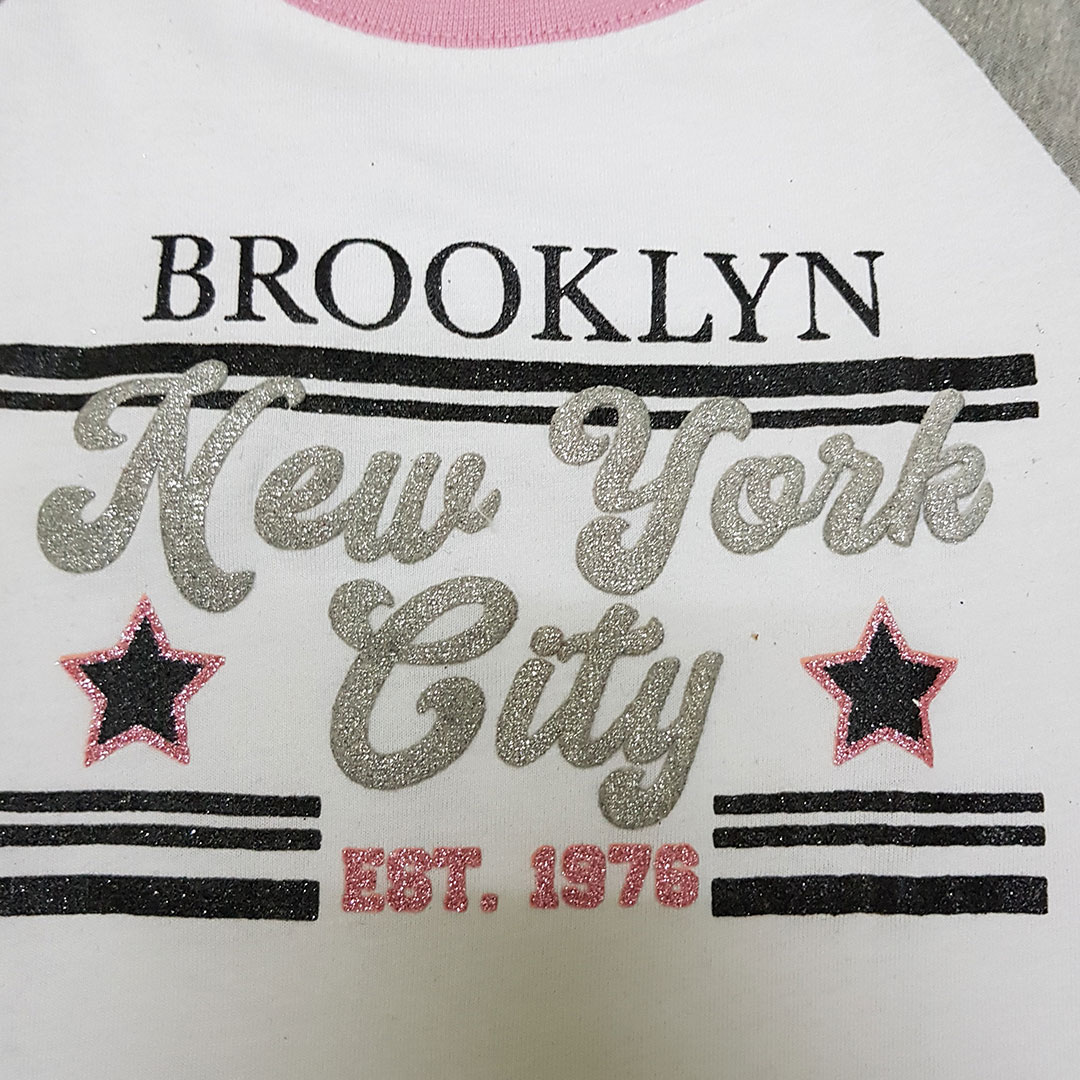 BROOKLYN
New York
City
EST. 1976